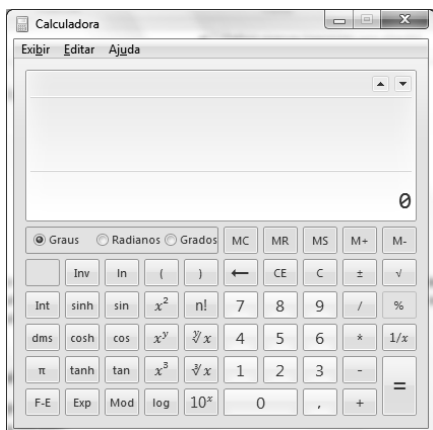 Calculadora
Exibir Editar Ajuda
0
Graus Radianos Grados MC MR MS M+ M-
Inv ln ( ) ← CE C ± √
Int sinh sin x² n! 7 8 9 / %
dms cosh cos xʸ ʸ√x 4 5 6 * 1/x
π tanh tan x³ ³√x 1 2 3 - =
F-E Exp Mod log 10ˣ 0 , +